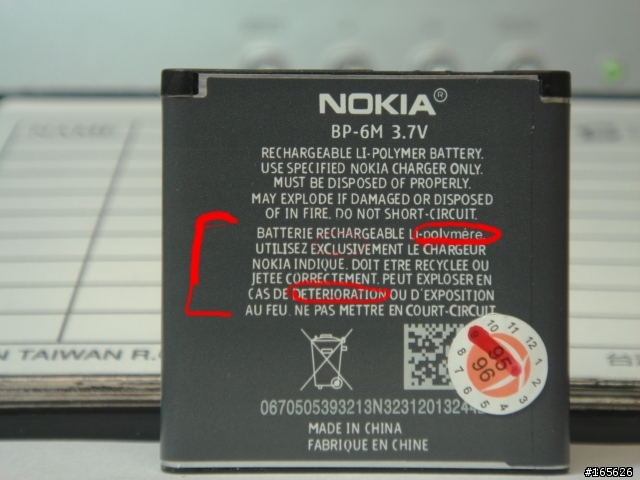 NOKIA®
BP-6M 3.7V
RECHARGEABLE LI-POLYMER BATTERY.
USE SPECIFIED NOKIA CHARGER ONLY.
MUST BE DISPOSED OF PROPERLY.
MAY EXPLODE IF DAMAGED OR DISPOSED
OF IN FIRE. DO NOT SHORT-CIRCUIT.
BATTERIE RECHARGEABLE LI-polymère.
UTILISEZ EXCLUSIVEMENT LE CHARGEUR
NOKIA INDIQUE. DOIT ETRE RECYCLEE OU
JETEE CORRECTEMENT. PEUT EXPLOSER EN
CAS DE DETERIORATION OU D'EXPOSITION
AU FEU. NE PAS METTRE EN COURT-CIRCUIT
10 11 12 1 2 3 4 5 6 7 8
95
96
0670505393213N32312013244
MADE IN CHINA
FABRIQUE EN CHINE
N TAIWAN R.
NAME
#165626